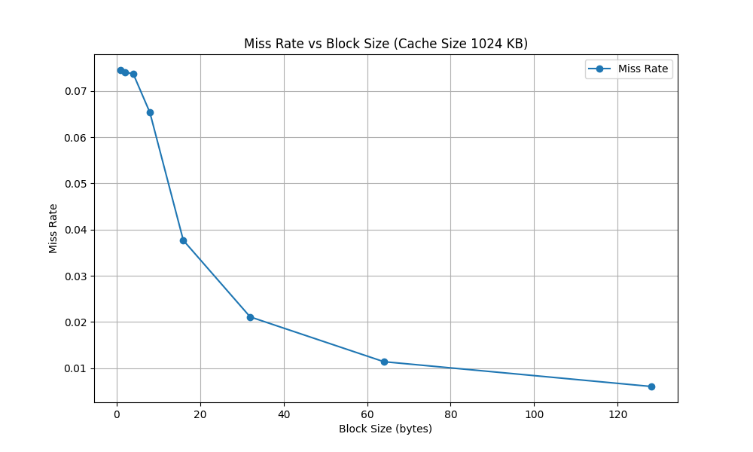 Miss Rate vs Block Size (Cache Size 1024 KB)
Miss Rate
0.07
0.06
0.05
0.04
0.03
0.02
0.01
Miss Rate
0 20 40 60 80 100 120
Block Size (bytes)